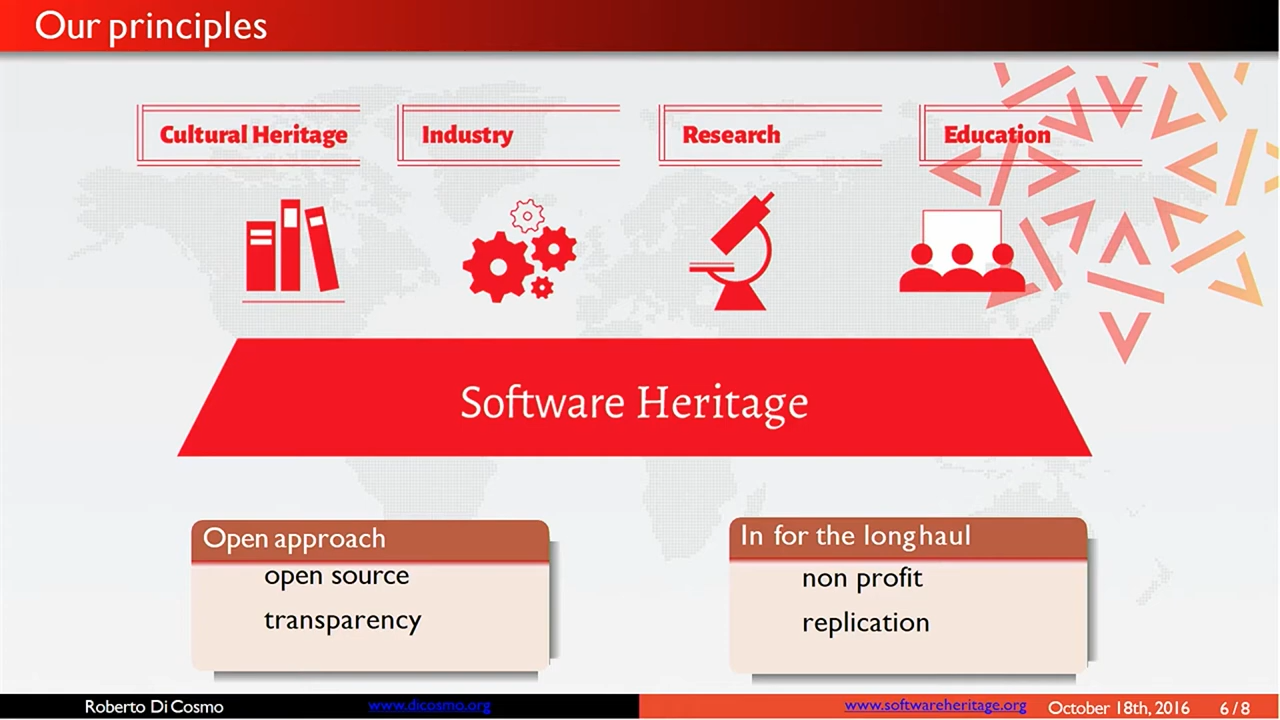 Our principles
Cultural Heritage
Industry
Research
Education
Software Heritage
Open approach
open source
transparency
In for the long haul
non profit
replication
Roberto Di Cosmo
www.dicosmo.org
www.softwareheritage.org
October 18th, 2016
6 / 8